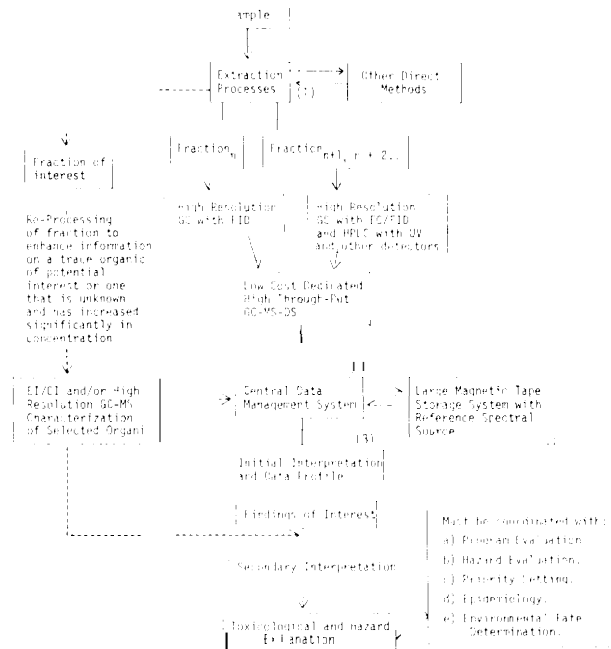 ample
Extraction
Processes
(1)
Other Direct
Methods
Fraction of
interest
Fraction n
Fraction n+1, n + 2..
High Resolution
GC with FID
High Resolution
GC with EC/FID
and HPLC with UV
and other detectors
Re-Processing
of fraction to
enhance information
on a trace organic
of potential
interest or one
that is unknown
and has increased
significantly in
concentration
Low Cost Dedicated
High Through-Put
GC-MS-DS
EI/CI and/or High
Resolution GC-MS
Characterization
of Selected Organi
Central Data
Management System
Large Magnetic Tape
Storage System with
Reference Spectral
Source
(3)
Initial Interpretation
and Data Profile
Findings of Interest
Secondary Interpretation
Toxicological and Hazard
Must be coordinated with:
a) Program Evaluation
b) Hazard Evaluation.
c) Priority Setting.
d) Epidemiology.
e) Environmental Fate
Determination.